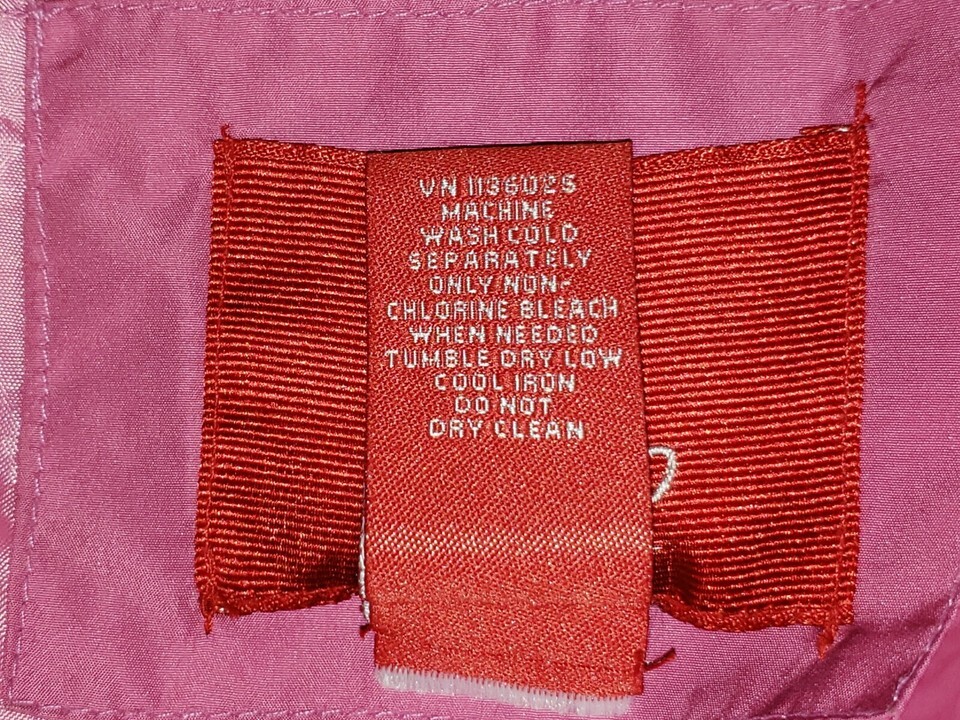 VN 1136025
MACHINE
WASH COLD
SEPARATELY
ONLY NON-
CHLORINE BLEACH
WHEN NEEDED
TUMBLE DRY LOW
COOL IRON
DO NOT
DRY CLEAN